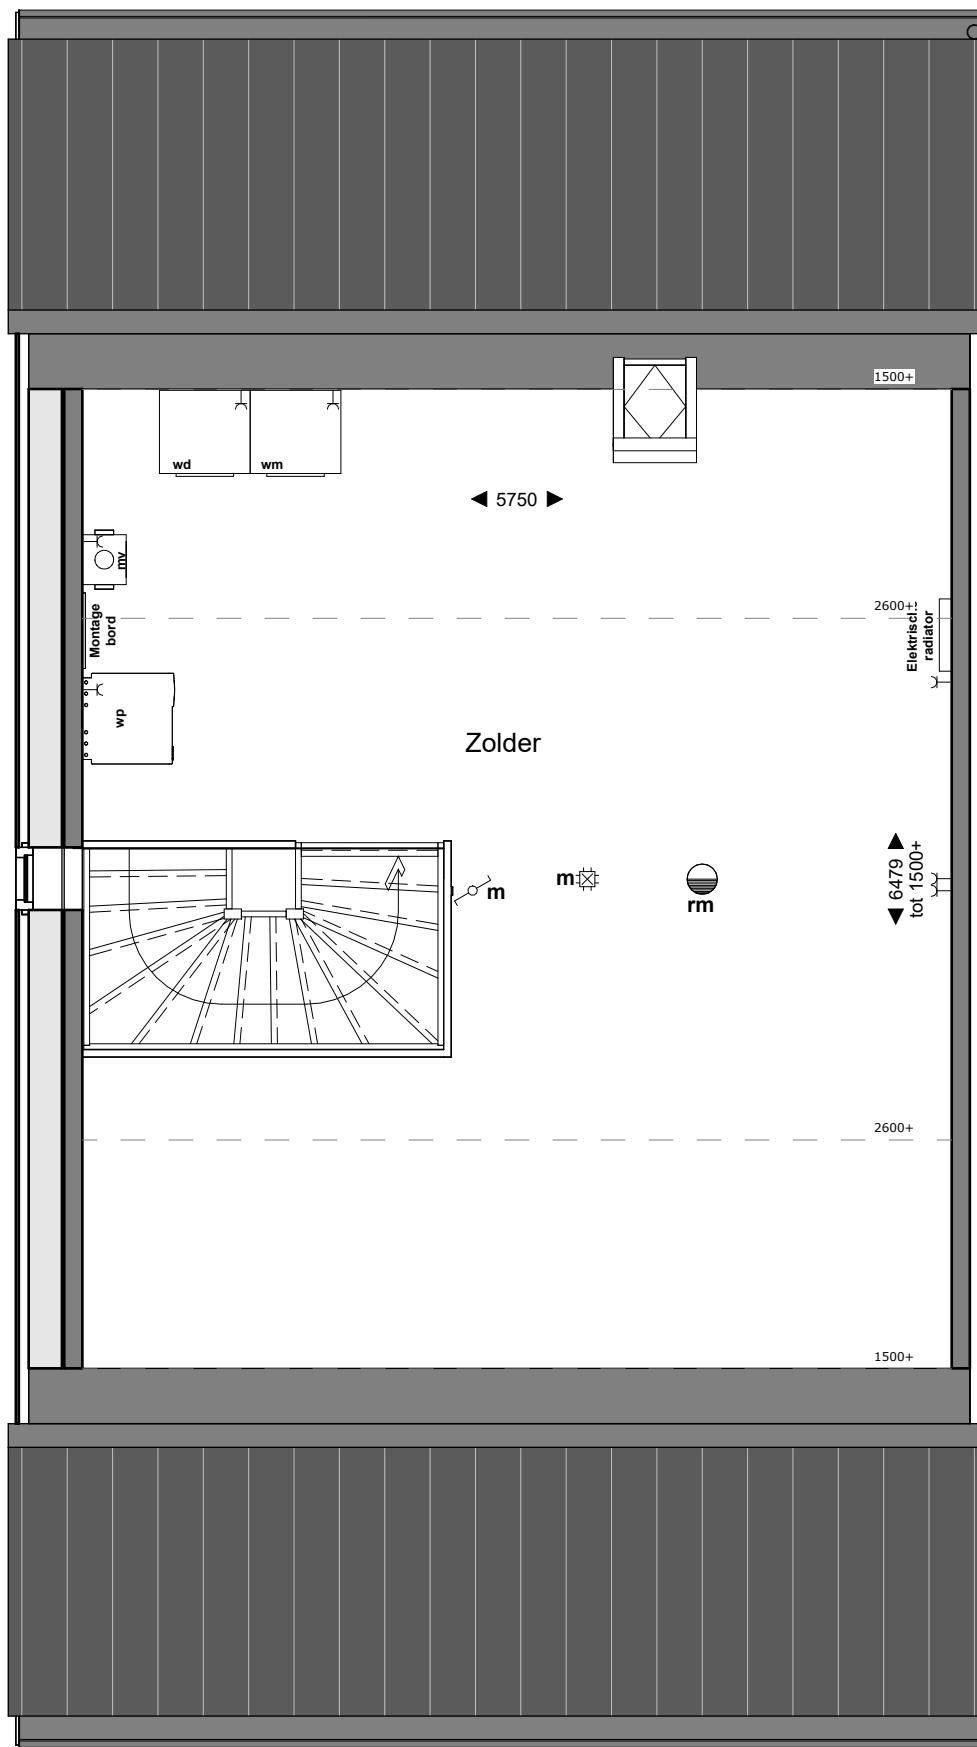 1500+
wd
wm
5750
mv
2600+
Montage
bord
Elektrisch..
radiator
wp
Zolder
m
m
rm
6479
tot 1500+
2600+
1500+